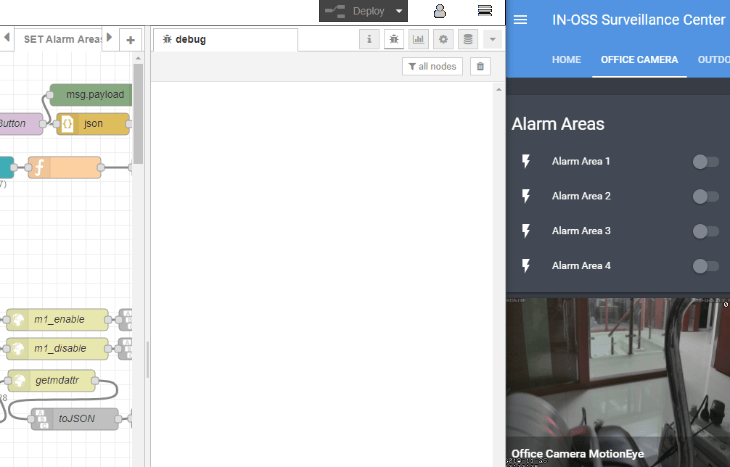 Deploy
SET Alarm Areas
debug
all nodes
msg.payload
Button
json
m1_enable
m1_disable
getmdattr
toJSON
IN-OSS Surveillance Center
HOME
OFFICE CAMERA
OUTDO
Alarm Areas
Alarm Area 1
Alarm Area 2
Alarm Area 3
Alarm Area 4
Office Camera MotionEye